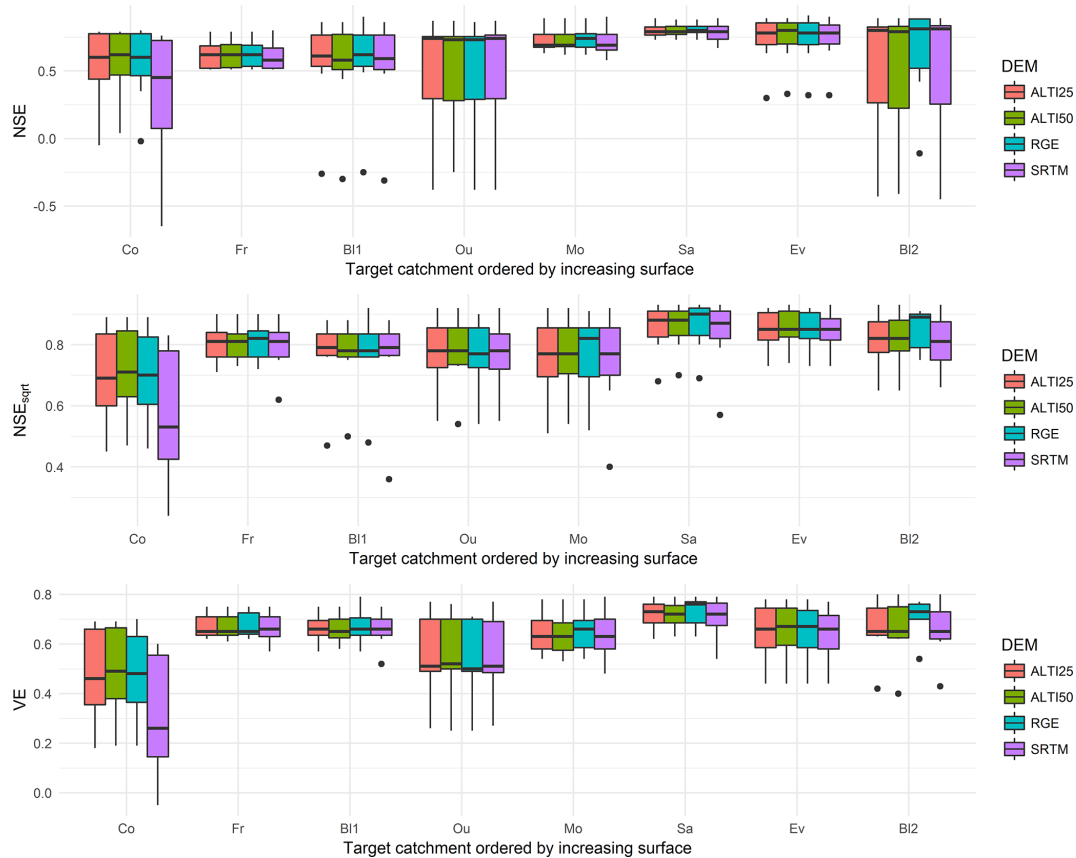 NSE
0.5
0.0
-0.5
Co Fr Bl1 Ou Mo Sa Ev Bl2
Target catchment ordered by increasing surface
DEM
ALTI25
ALTI50
RGE
SRTM
NSEsqrt
0.8
0.6
0.4
Co Fr Bl1 Ou Mo Sa Ev Bl2
Target catchment ordered by increasing surface
DEM
ALTI25
ALTI50
RGE
SRTM
VE
0.8
0.6
0.4
0.2
0.0
Co Fr Bl1 Ou Mo Sa Ev Bl2
Target catchment ordered by increasing surface
DEM
ALTI25
ALTI50
RGE
SRTM